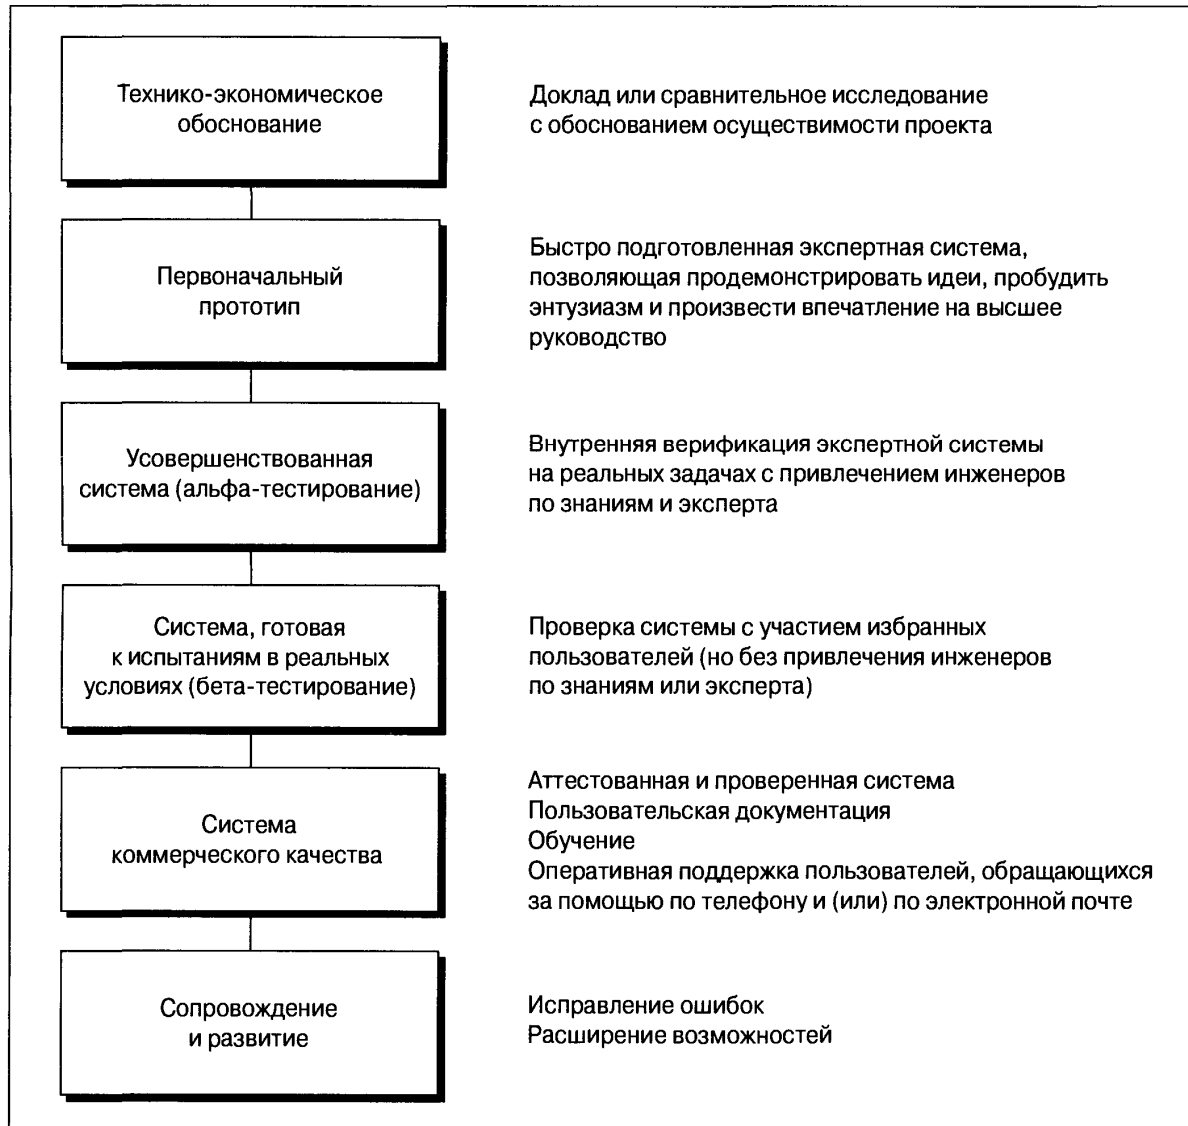 Технико-экономическое
обоснование
Доклад или сравнительное исследование
с обоснованием осуществимости проекта
Первоначальный
прототип
Быстро подготовленная экспертная система,
позволяющая продемонстрировать идеи, пробудить
энтузиазм и произвести впечатление на высшее
руководство
Усовершенствованная
система (альфа-тестирование)
Внутренняя верификация экспертной системы
на реальных задачах с привлечением инженеров
по знаниям и эксперта
Система, готовая
к испытаниям в реальных
условиях (бета-тестирование)
Проверка системы с участием избранных
пользователей (но без привлечения инженеров
по знаниям или эксперта)
Система
коммерческого качества
Аттестованная и проверенная система
Пользовательская документация
Обучение
Оперативная поддержка пользователей, обращающихся
за помощью по телефону и (или) по электронной почте
Сопровождение
и развитие
Исправление ошибок
Расширение возможностей